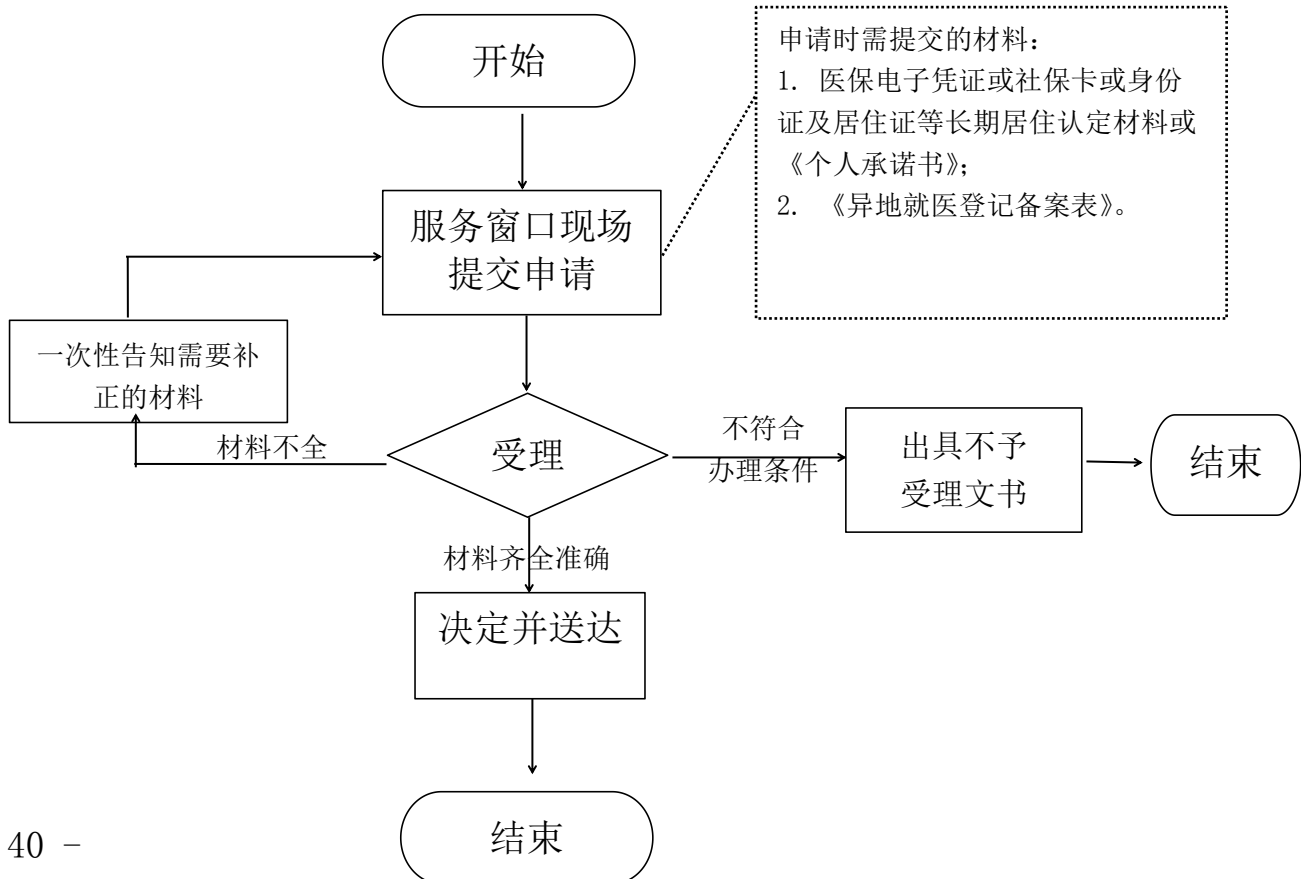 开始
申请时需提交的材料：
1. 医保电子凭证或社保卡或身份
证及居住证等长期居住认定材料或
《个人承诺书》；
2. 《异地就医登记备案表》。
服务窗口现场
提交申请
一次性告知需要补
正的材料
材料不全
受理
不符合
办理条件
出具不予
受理文书
结束
材料齐全准确
决定并送达
结束
40 -